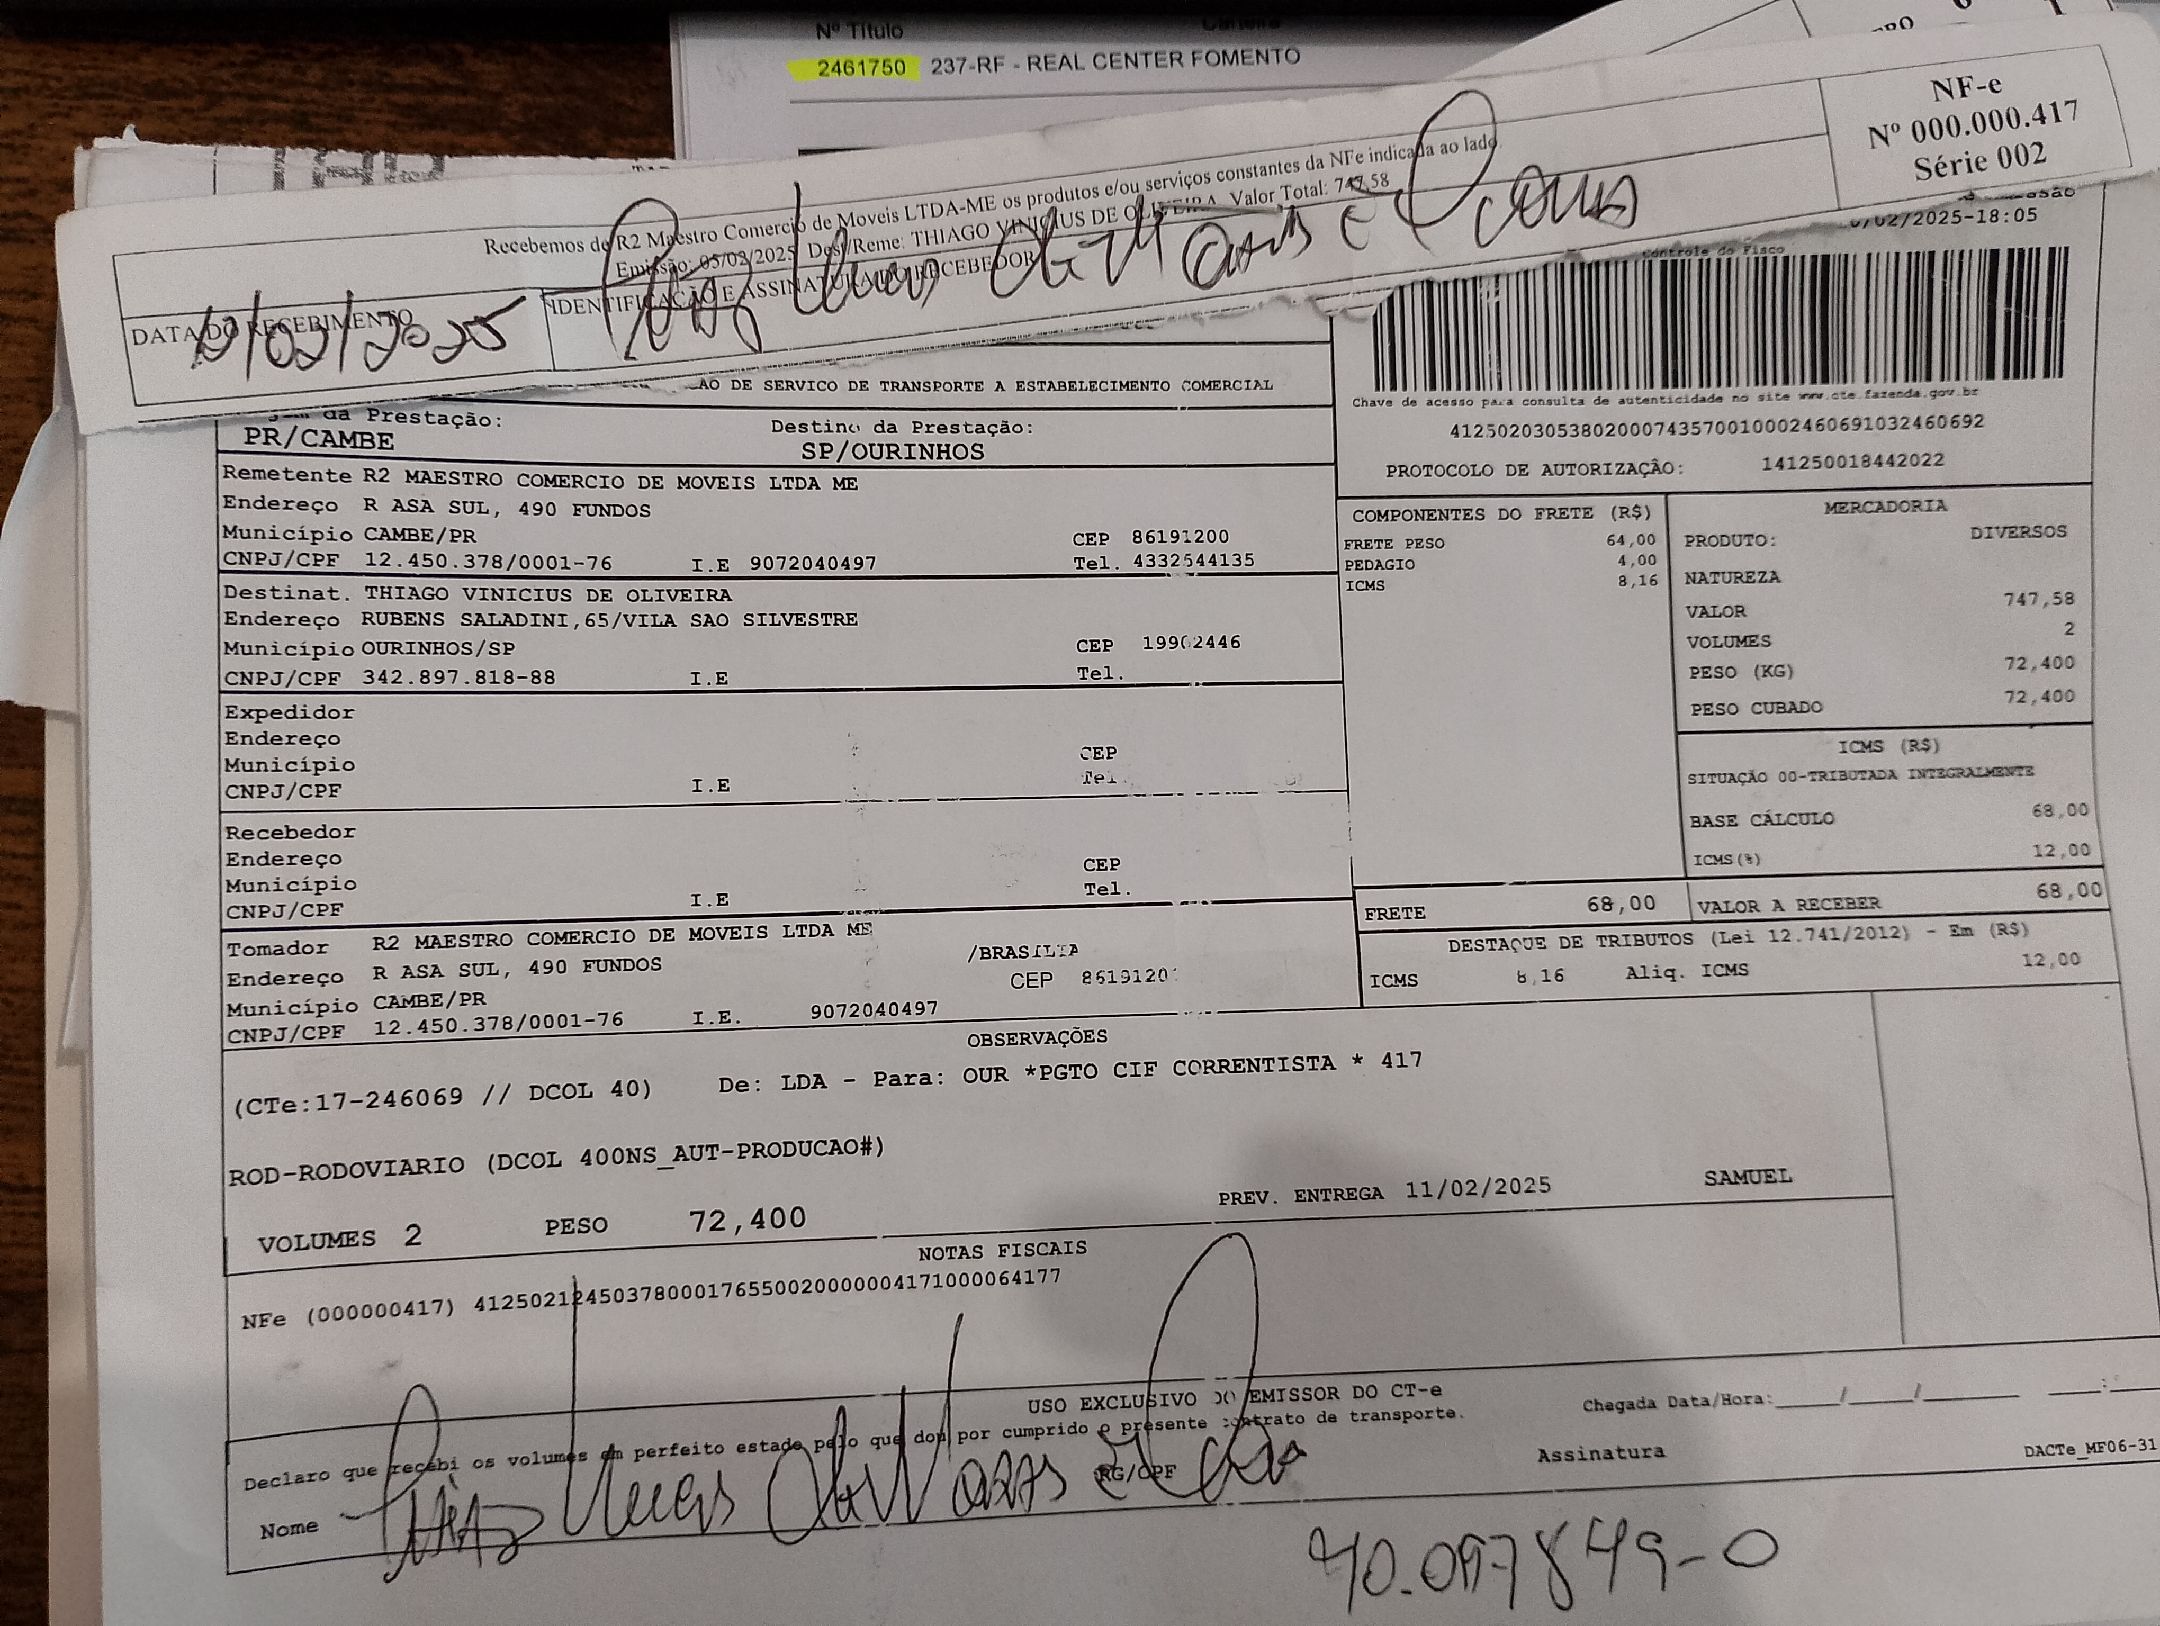 Nº Título
2461750 237-RF - REAL CENTER FOMENTO
NF-e
Nº 000.000.417
Série 002
Recebemos de R2 Maestro Comercio de Moveis LTDA-ME os produtos e/ou serviços constantes da NFe indicada ao lado
Emissão: 05/02/2025 Dest/Reme: THIAGO VINICIUS DE OLIVEIRA Valor Total: 747,58
DATA DO RECEBIMENTO
IDENTIFICAÇÃO E ASSINATURA DO RECEBEDOR
/02/2025
/02/2025-18:05
Controle do Fisco
DE SERVICO DE TRANSPORTE A ESTABELECIMENTO COMERCIAL
Chave de acesso para consulta de autenticidade no site www.cte.fazenda.gov.br
41250203053802000743570010002460691032460692
PROTOCOLO DE AUTORIZAÇÃO: 141250018442022
da Prestação:
PR/CAMBE
Destino da Prestação:
SP/OURINHOS
Remetente R2 MAESTRO COMERCIO DE MOVEIS LTDA ME
Endereço R ASA SUL, 490 FUNDOS
Município CAMBE/PR CEP 86191200
CNPJ/CPF 12.450.378/0001-76 I.E 9072040497 Tel. 4332544135
Destinat. THIAGO VINICIUS DE OLIVEIRA
Endereço RUBENS SALADINI,65/VILA SAO SILVESTRE
Município OURINHOS/SP CEP 19902446
CNPJ/CPF 342.897.818-88 I.E Tel.
Expedidor
Endereço
Município CEP
CNPJ/CPF I.E Tel.
Recebedor
Endereço
Município CEP
CNPJ/CPF I.E Tel.
Tomador R2 MAESTRO COMERCIO DE MOVEIS LTDA ME
Endereço R ASA SUL, 490 FUNDOS /BRASILIA
Município CAMBE/PR CEP 8619120
CNPJ/CPF 12.450.378/0001-76 I.E. 9072040497
COMPONENTES DO FRETE (R$)
FRETE PESO 64,00
PEDAGIO 4,00
ICMS 8,16
MERCADORIA
PRODUTO: DIVERSOS
NATUREZA
VALOR 747,58
VOLUMES 2
PESO (KG) 72,400
PESO CUBADO 72,400
ICMS (R$)
SITUAÇÃO 00-TRIBUTADA INTEGRALMENTE
BASE CÁLCULO 68,00
ICMS(%) 12,00
FRETE 68,00 VALOR A RECEBER 68,00
DESTAQUE DE TRIBUTOS (Lei 12.741/2012) - Em (R$)
ICMS 8,16 Aliq. ICMS 12,00
OBSERVAÇÕES
(CTe:17-246069 // DCOL 40) De: LDA - Para: OUR *PGTO CIF CORRENTISTA * 417
ROD-RODOVIARIO (DCOL 400NS_AUT-PRODUCAO#)
PREV. ENTREGA 11/02/2025 SAMUEL
VOLUMES 2 PESO 72,400
NOTAS FISCAIS
NFe (000000417) 41250212450378000176550020000004171000064177
USO EXCLUSIVO DO EMISSOR DO CT-e
Declaro que recebi os volumes em perfeito estado pelo que dou por cumprido o presente contrato de transporte.
Chegada Data/Hora:____/____/______ ___:
Nome
RG/CPF
Assinatura
DACTe_MF06-31